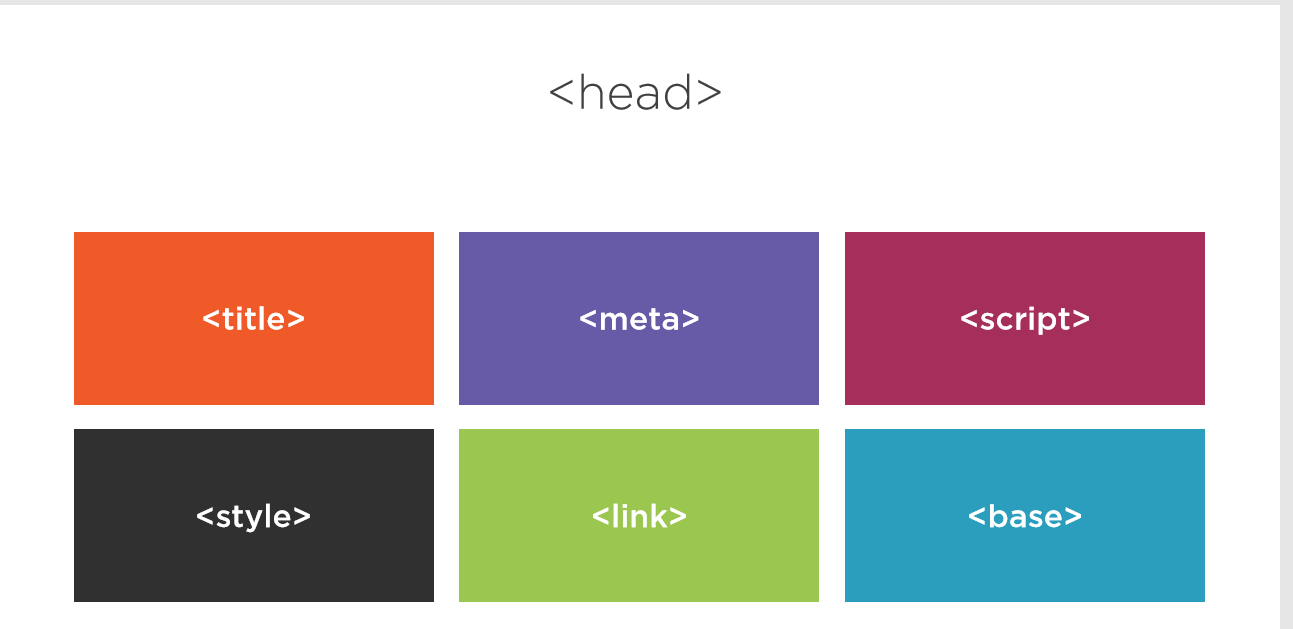 <head>
<title>
<meta>
<script>
<style>
<link>
<base>